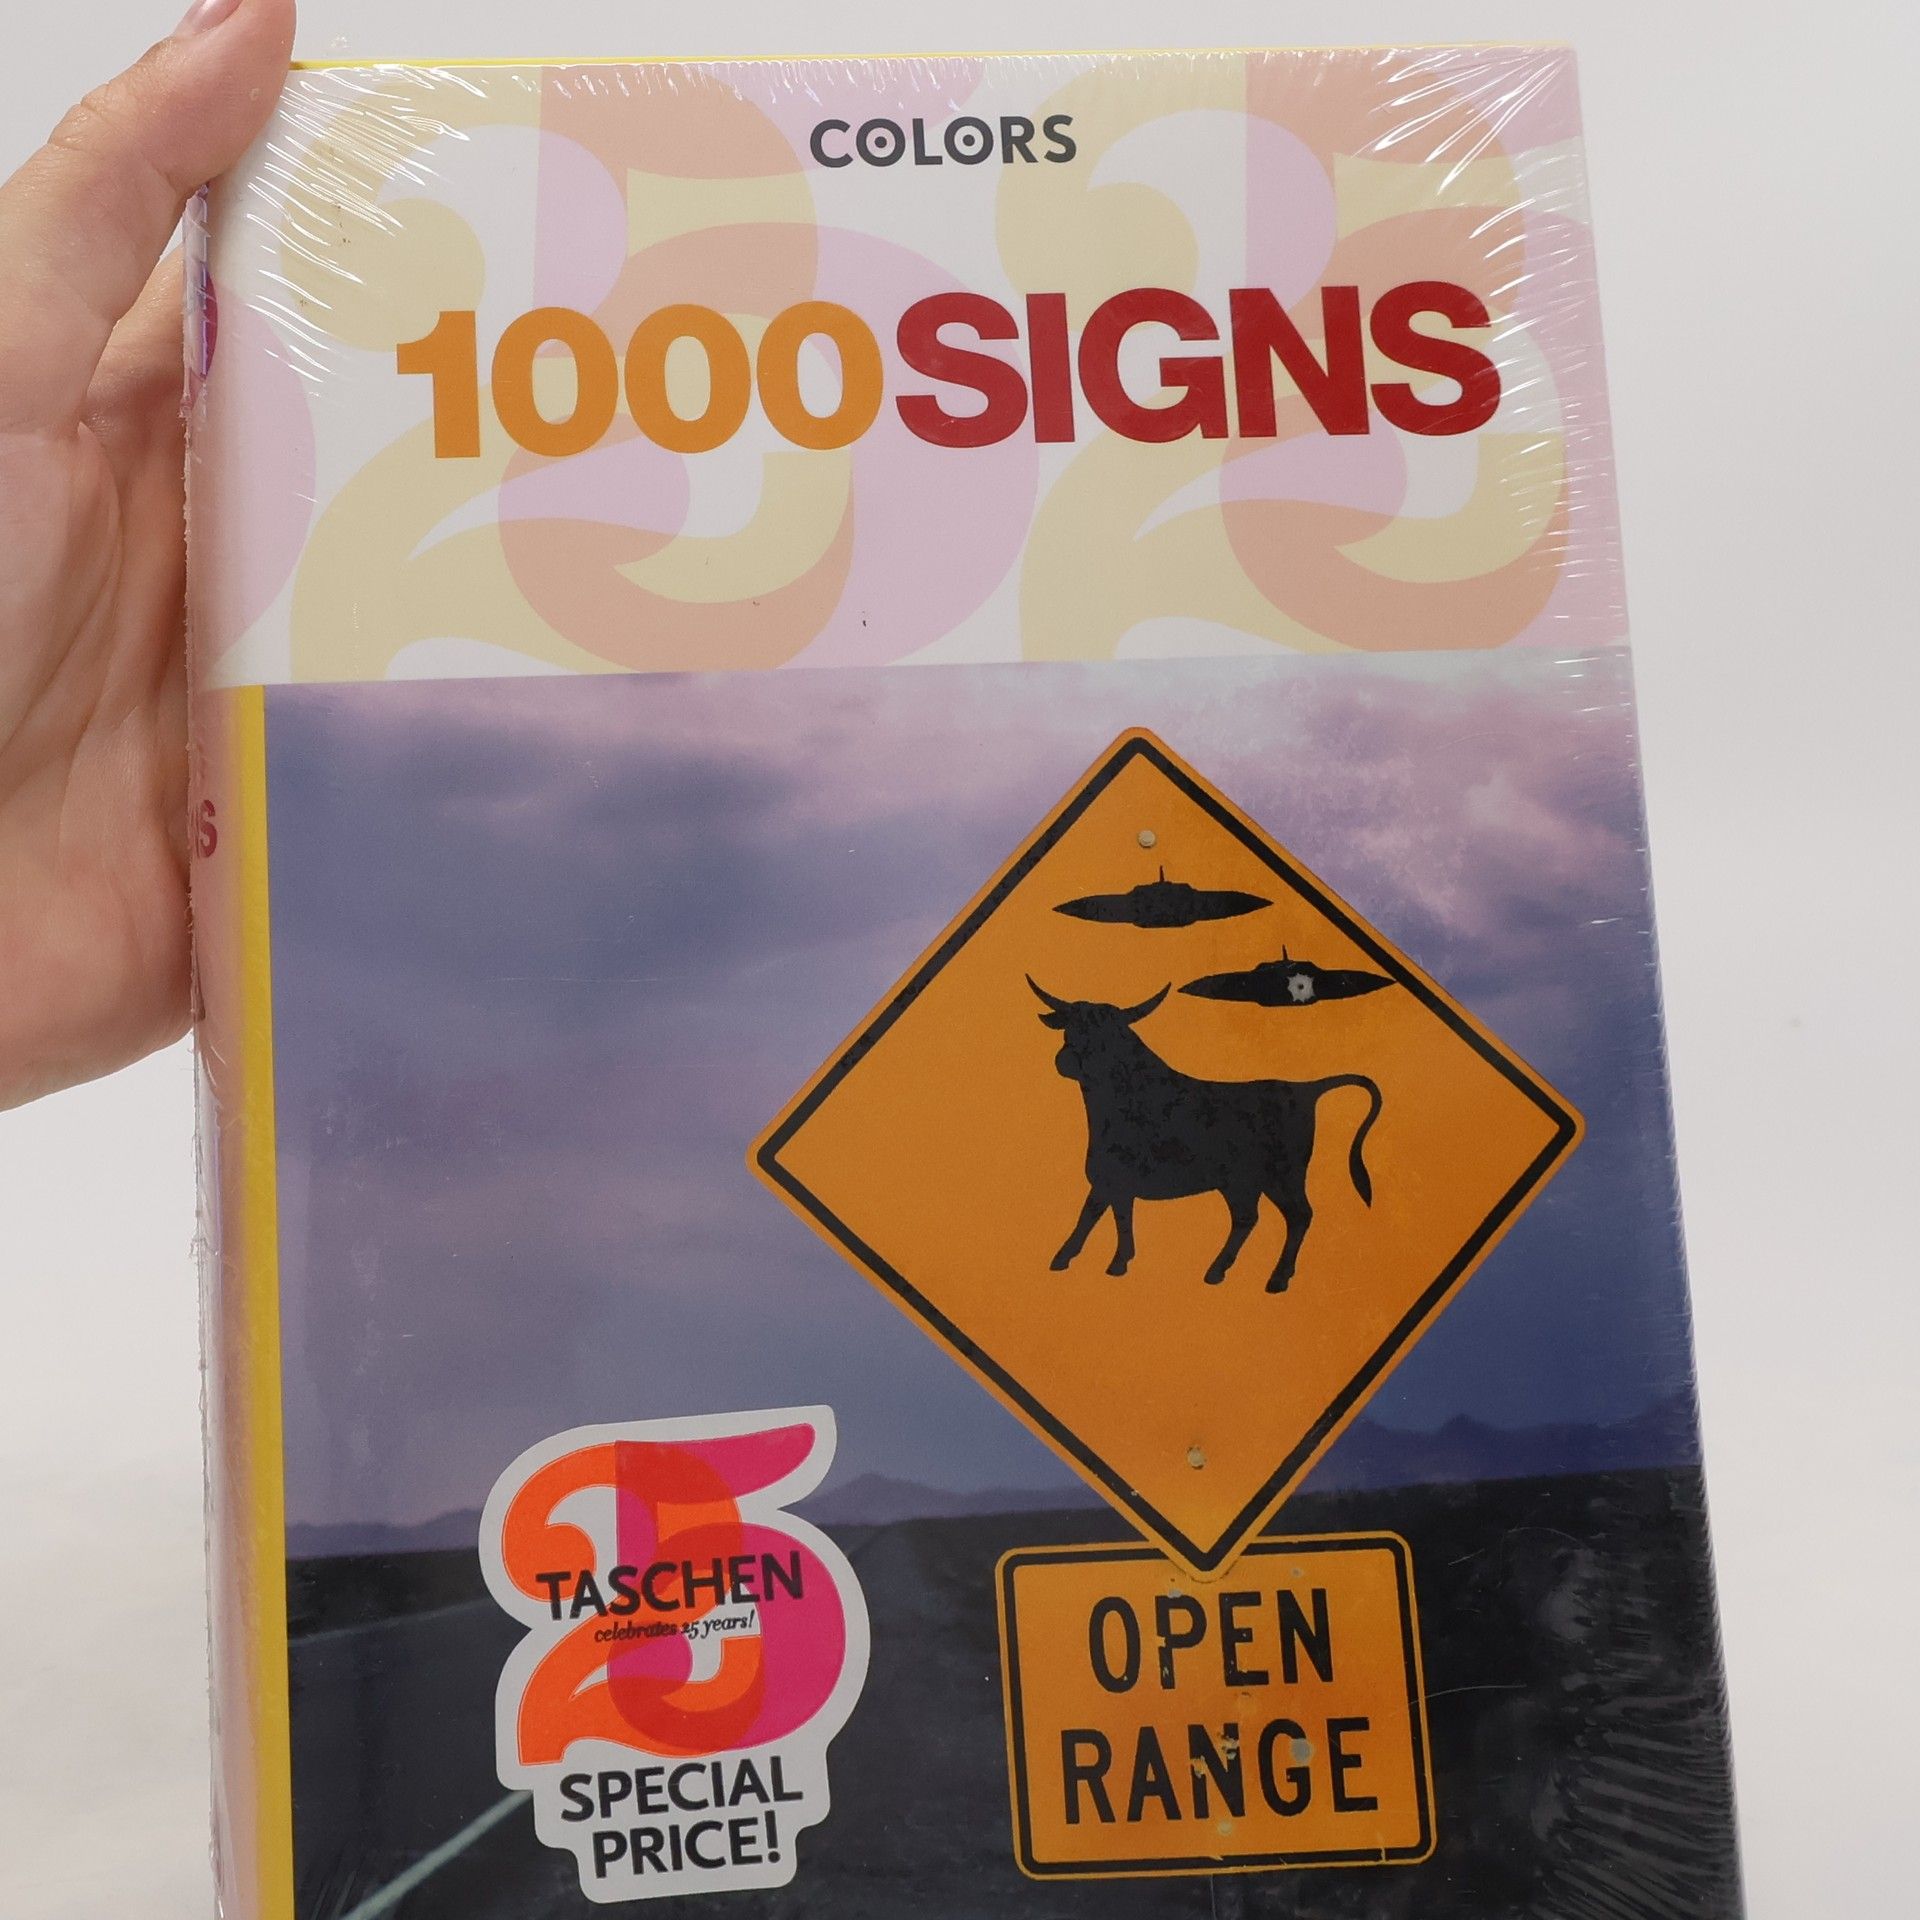 COLORS
1000SIGNS
TASCHEN
celebrates 25 years!
SPECIAL
PRICE!
OPEN
RANGE